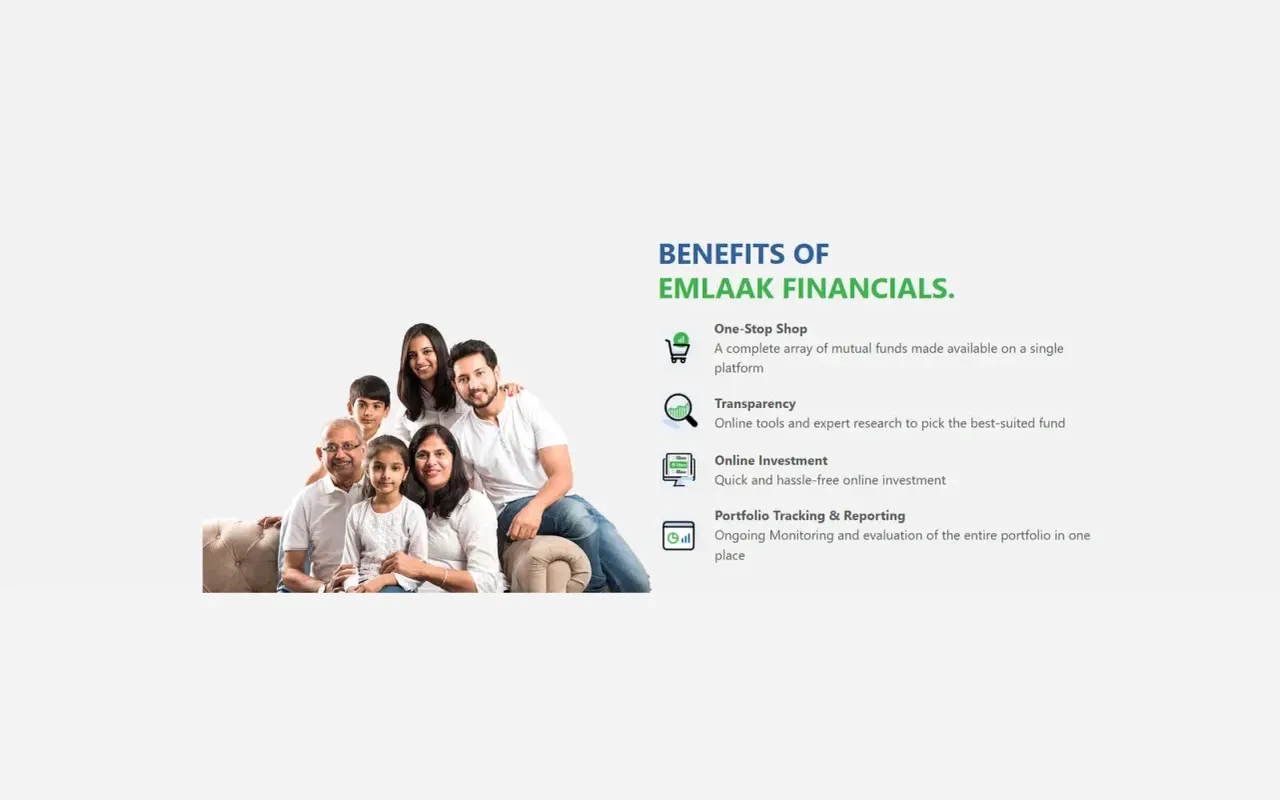 BENEFITS OF
EMLAAK FINANCIALS.
One-Stop Shop
A complete array of mutual funds made available on a single
platform
Transparency
Online tools and expert research to pick the best-suited fund
Online Investment
Quick and hassle-free online investment
Portfolio Tracking & Reporting
Ongoing Monitoring and evaluation of the entire portfolio in one
place